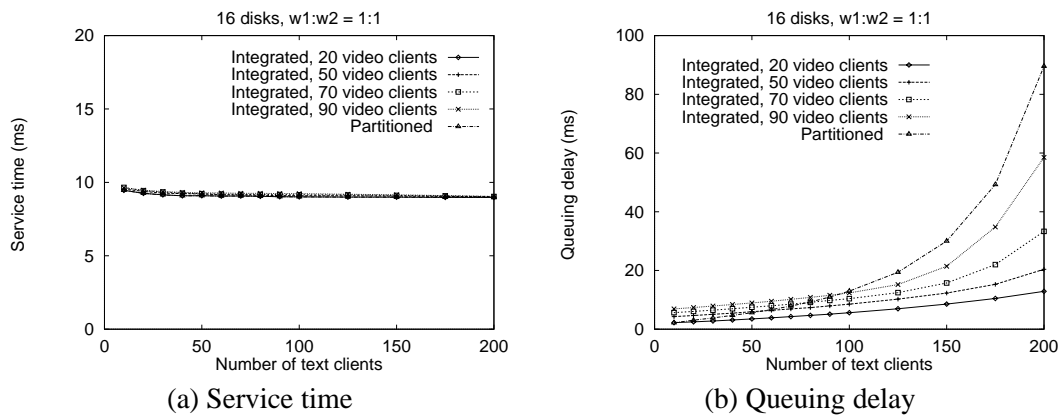 16 disks, w1:w2 = 1:1
20
15
10
5
0
Service time (ms)
Integrated, 20 video clients
Integrated, 50 video clients
Integrated, 70 video clients
Integrated, 90 video clients
Partitioned
0
50
100
150
200
Number of text clients
(a) Service time
16 disks, w1:w2 = 1:1
100
80
60
40
20
0
Queuing delay (ms)
Integrated, 20 video clients
Integrated, 50 video clients
Integrated, 70 video clients
Integrated, 90 video clients
Partitioned
0
50
100
150
200
Number of text clients
(b) Queuing delay